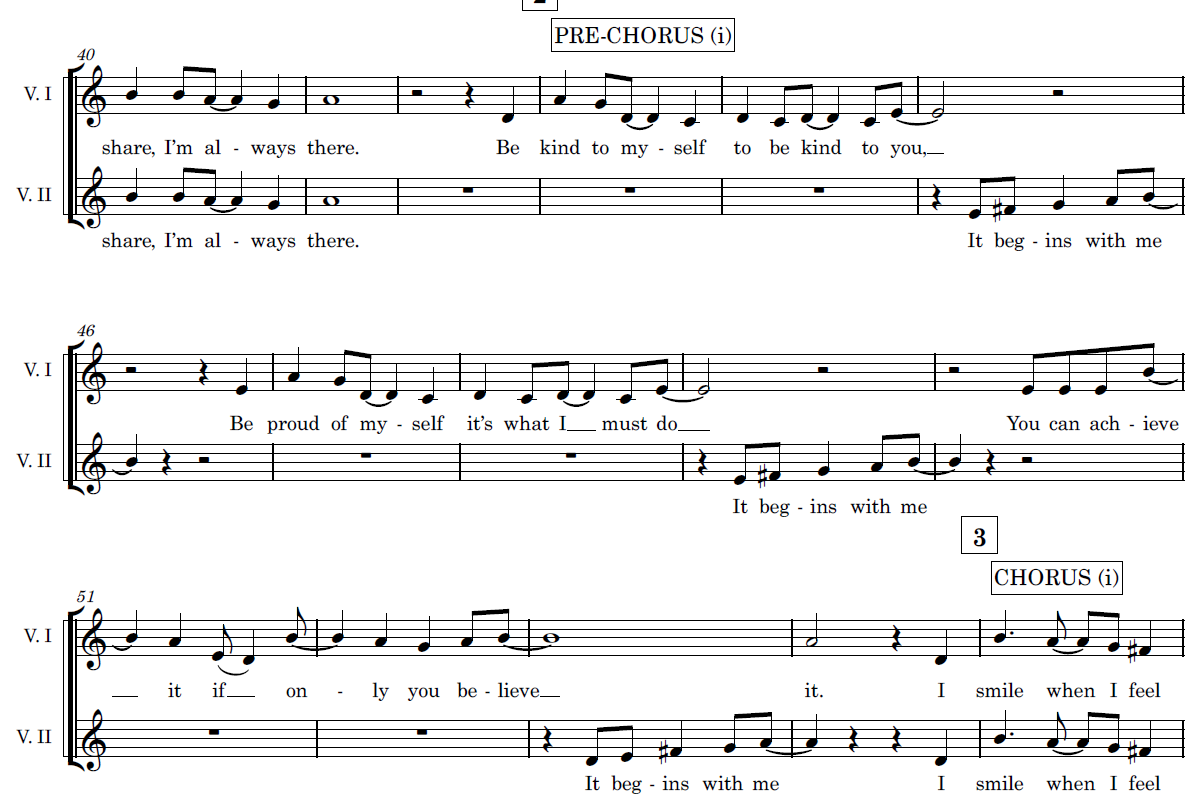 2
PRE-CHORUS (i)
40
V. I
share, I'm al - ways there. Be kind to my - self to be kind to you,
V. II
share, I'm al - ways there. It beg - ins with me
46
V. I
Be proud of my - self it's what I must do You can ach - ieve
V. II
It beg - ins with me
3
CHORUS (i)
51
V. I
it if on - ly you be - lieve it. I smile when I feel
V. II
It beg - ins with me I smile when I feel